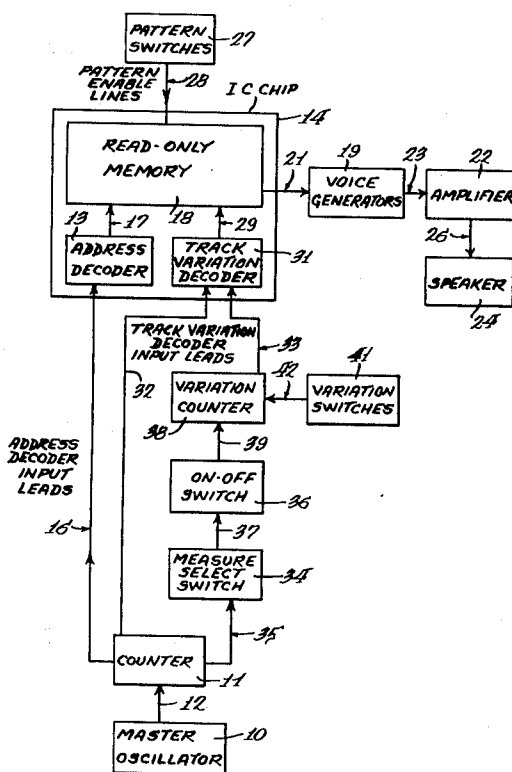 PATTERN
SWITCHES
27
PATTERN
ENABLE
LINES
28
IC CHIP
14
READ-ONLY
MEMORY
18
21
19
VOICE
GENERATORS
23
22
AMPLIFIER
13
17
29
ADDRESS
DECODER
TRACK
VARIATION
DECODER
31
26
SPEAKER
24
TRACK VARIATION
DECODER
INPUT LEADS
32
33
41
42
VARIATION
COUNTER
38
VARIATION
SWITCHES
39
ADDRESS
DECODER
INPUT
LEADS
ON-OFF
SWITCH
36
16
37
MEASURE
SELECT
SWITCH
34
35
COUNTER
11
12
MASTER
OSCILLATOR
10